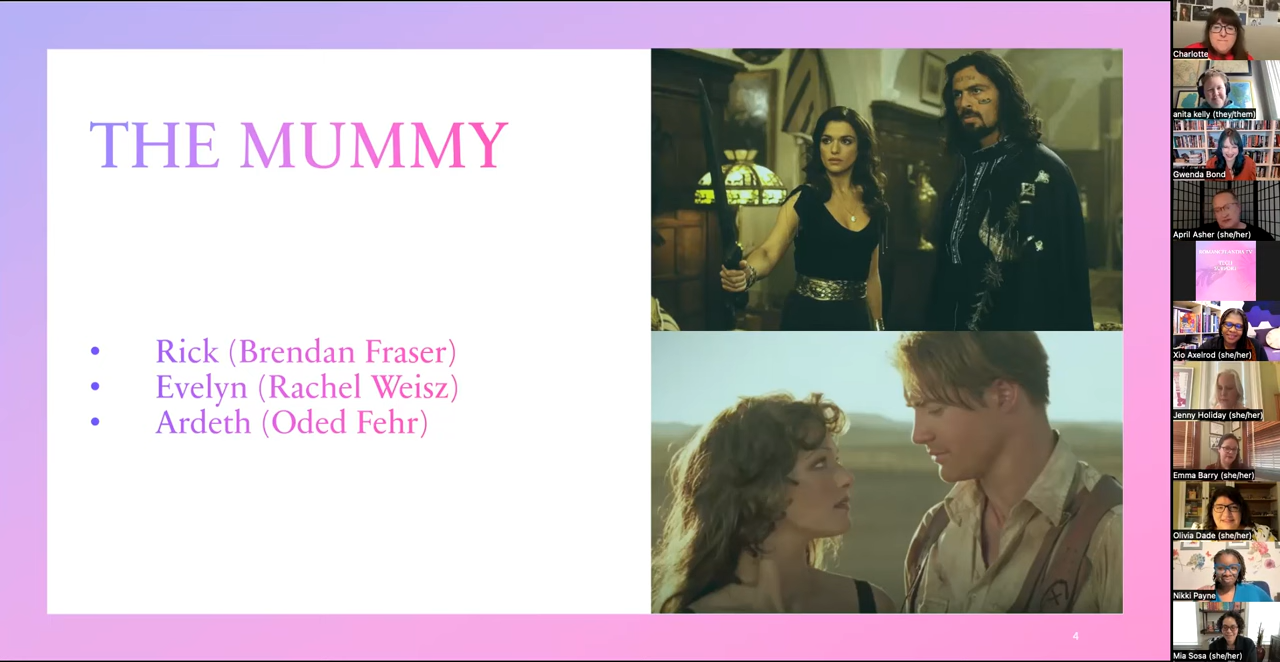 THE MUMMY
• Rick (Brendan Fraser)
• Evelyn (Rachel Weisz)
• Ardeth (Oded Fehr)
4
Charlotte
anita kelly (they/them)
Gwenda Bond
April Asher (she/her)
Xio Axelrod (she/her)
Jenny Holiday (she/her)
Emma Barry (she/her)
Olivia Dade (she/her)
Nikki Payne
Mia Sosa (she/her)